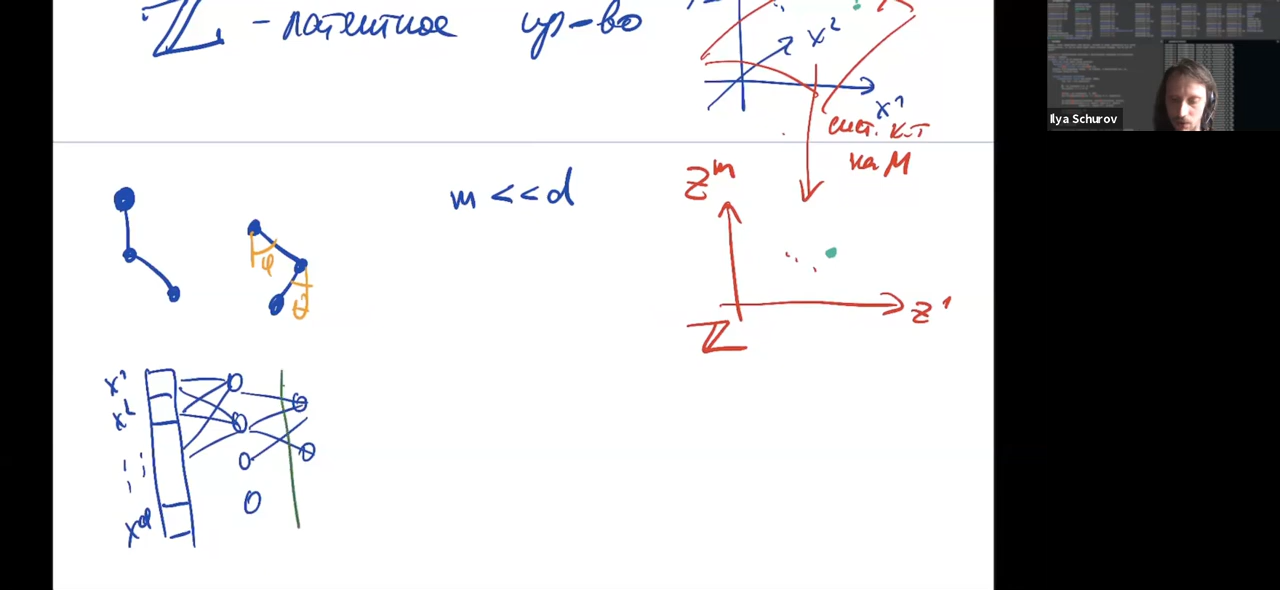 ℤ - латентное пр-во
x²
x¹
сист. к-т
на M
Ilya Schurov
m << d
zᵐ
φ
θ
z¹
ℤ
x¹
x²
xᵈ